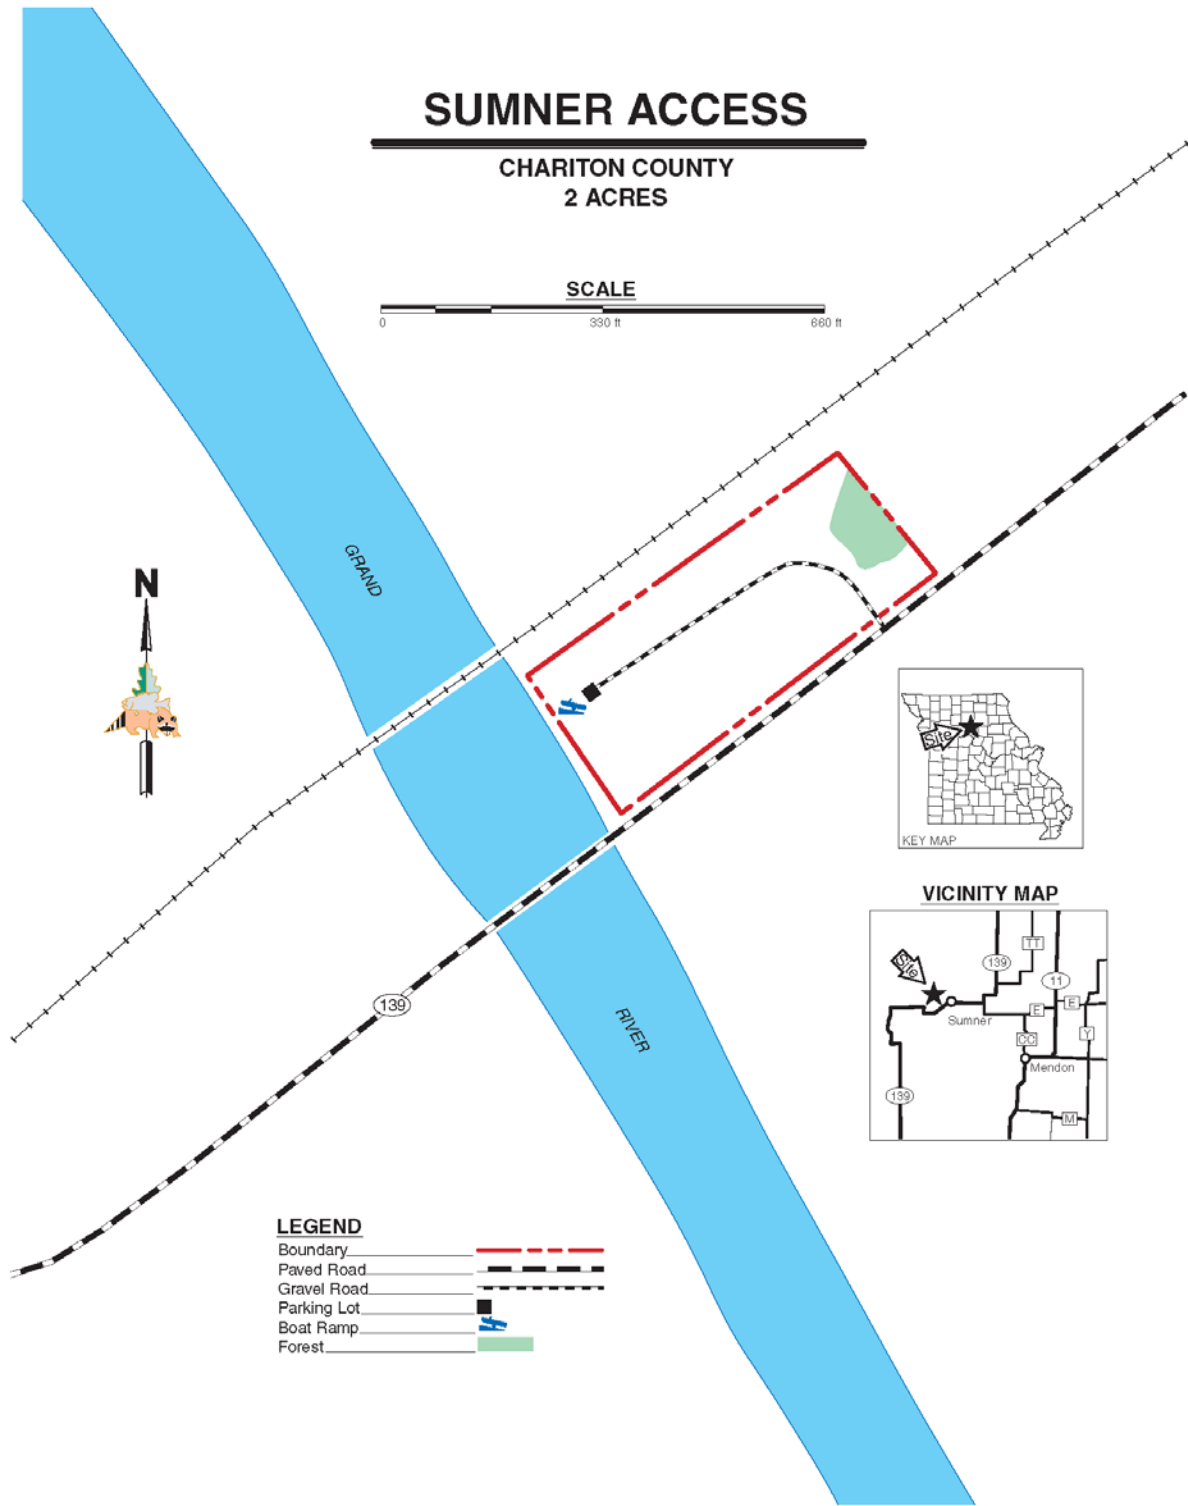 SUMNER ACCESS
CHARITON COUNTY
2 ACRES
SCALE
0 330 ft 660 ft
GRAND
N
Site
KEY MAP
VICINITY MAP
TT
Site
139
11
E
E
Sumner
CC
Y
Mendon
139
M
139
RIVER
LEGEND
Boundary
Paved Road
Gravel Road
Parking Lot
Boat Ramp
Forest